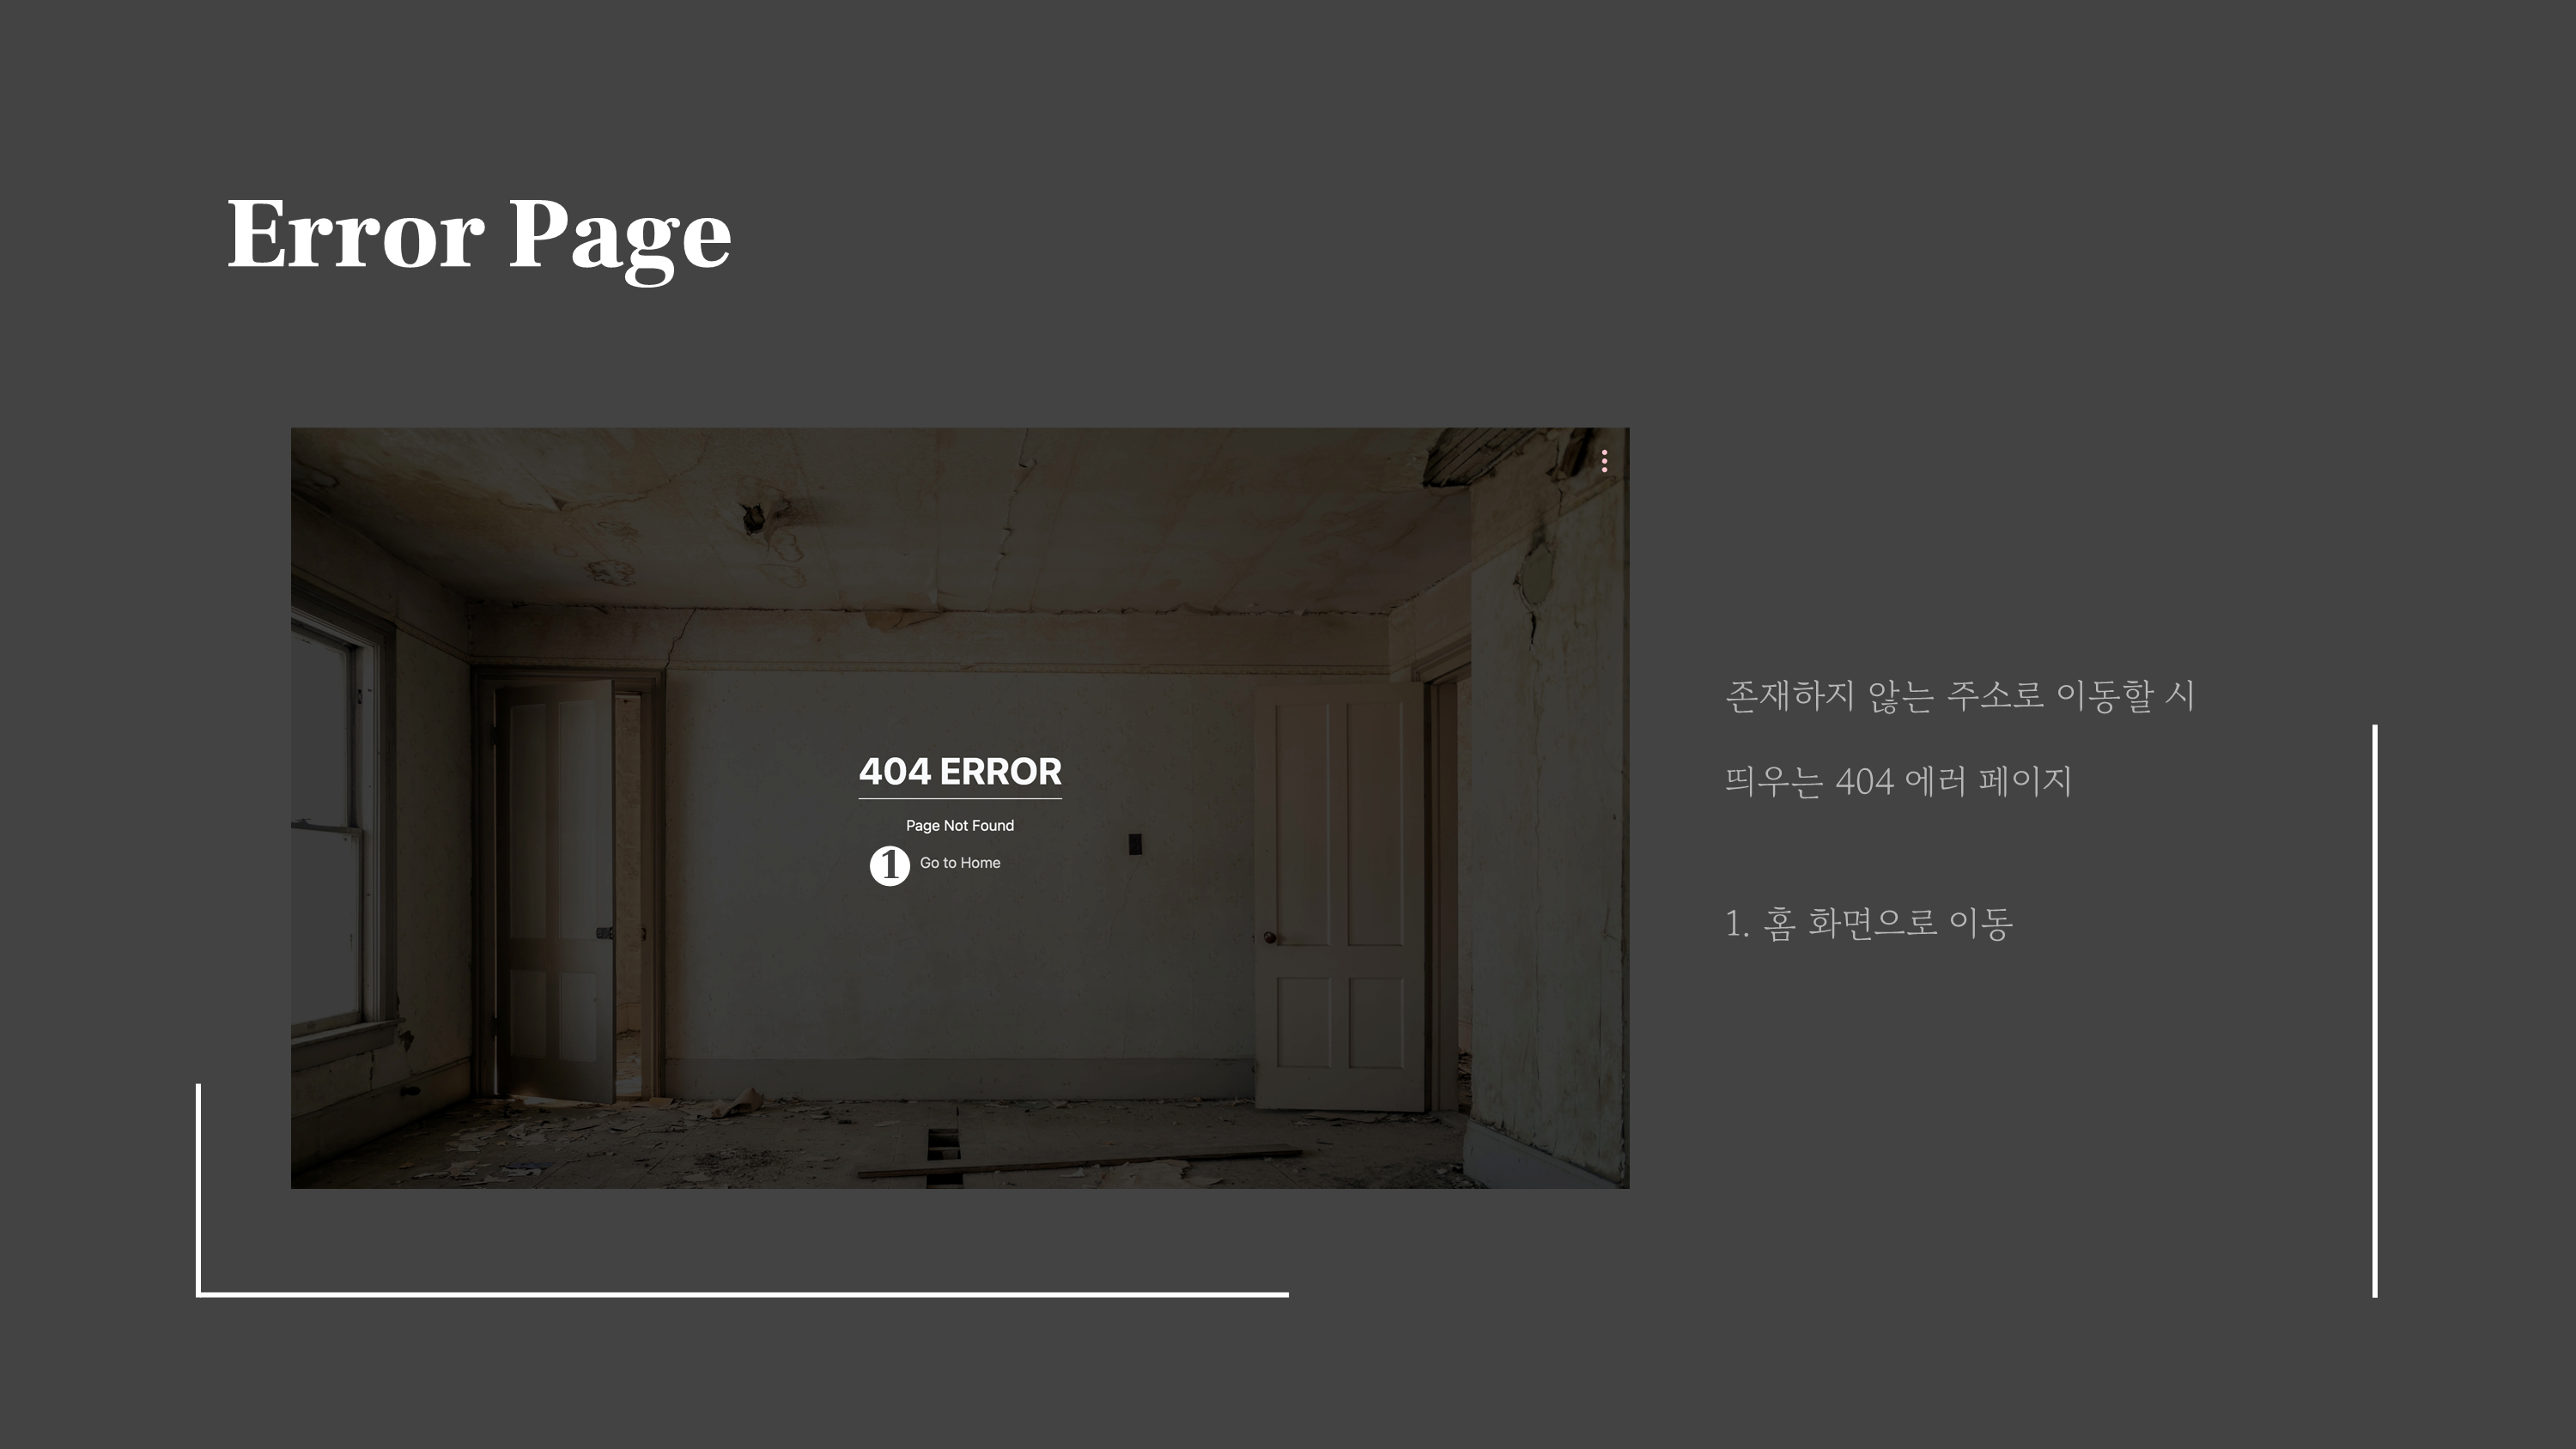 Error Page
404 ERROR
Page Not Found
1 Go to Home
존재하지 않는 주소로 이동할 시
띄우는 404 에러 페이지
1. 홈 화면으로 이동